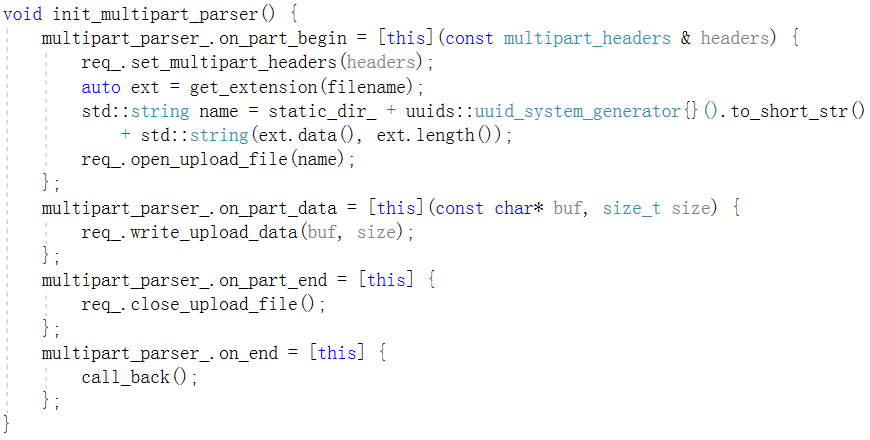 void init_multipart_parser() {
    multipart_parser_.on_part_begin = [this](const multipart_headers & headers) {
        req_.set_multipart_headers(headers);
        auto ext = get_extension(filename);
        std::string name = static_dir_ + uuids::uuid_system_generator{}().to_short_str()
            + std::string(ext.data(), ext.length());
        req_.open_upload_file(name);
    };
    multipart_parser_.on_part_data = [this](const char* buf, size_t size) {
        req_.write_upload_data(buf, size);
    };
    multipart_parser_.on_part_end = [this] {
        req_.close_upload_file();
    };
    multipart_parser_.on_end = [this] {
        call_back();
    };
}